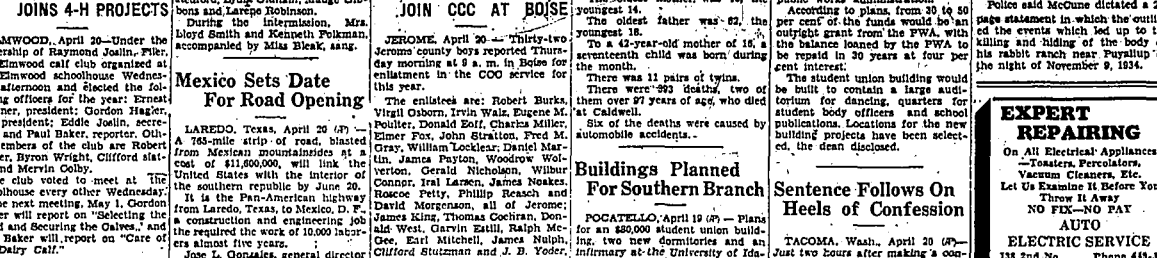 JOINS 4-H PROJECTS
MWOOD, April 20—Under the
ership of Raymond Joslin, Filer,
Elmwood calf club organized at
Elmwood schoolhouse Wednes-
afternoon and elected the fol-
ng officers for the year: Ernest
ner, president; Gordon Hagler,
president; Eddie Joslin, secre-
and Paul Baker, reporter. Oth-
embers of the club are Robert
er, Byron Wright, Clifford Slat-
nd Mervin Colby.
e club voted to meet at the
olhouse every other Wednesday.
he next meeting, May 1, Gordon
er will report on "Selecting the
and Securing the Calves," and
Baker will report on "Care of
Dairy Calf."
bons and Lareno Robinson.
During the intermission, Mrs.
Lloyd Smith and Kenneth Folkman,
accompanied by Miss Bleak, sang.
Mexico Sets Date
For Road Opening
LAREDO, Texas, April 20 (AP)—
A 765-mile strip of road, blasted
from Mexican mountainsides at a
cost of $11,600,000, will link the
United States with the interior of
the southern republic by June 20.
It is the Pan-American highway
from Laredo, Texas, to Mexico, D. F.,
a construction and engineering job
the required the work of 10,000 labor-
ers almost five years.
Jose L. Gonzales, general director
JOIN CCC AT BOISE
JEROME, April 20 — Thirty-two
Jerome county boys reported Thurs-
day morning at 9 a. m. in Boise for
enlistment in the CCC service for
this year.
The enlistees are: Robert Burks,
Virgil Osborn, Irvin Walz, Eugene M.
Poulter, Donald Eoff, Charles Miller,
Elmer Fox, John Stratton, Fred M.
Gray, William Locklesr; Daniel Mar-
tin, James Payton, Woodrow Wol-
verton, Gerald Nicholson, Wilbur
Connor, Iral Larsen, James Noakes,
Roscoe Petty, Phillip Reach and
David Morgenson, all of Jerome;
James King, Thomas Cochran, Don-
ald West, Garvin Estill, Ralph Mc-
Gee, Earl Mitchell, James Nulph,
Clifford Stutzman and J. B. Yoder,
youngest 14.
The oldest father was 62, the
youngest 18.
To a 42-year-old mother of 16, a
seventeenth child was born during
the month.
There was 11 pairs of twins.
There were 393 deaths, two of
them over 97 years of age, who died
at Caldwell.
Six of the deaths were caused by
automobile accidents.
Buildings Planned
For Southern Branch
POCATELLO, April 19 (AP) — Plans
for an $80,000 student union build-
ing, two new dormitories and an
infirmary at the University of Ida-
According to plans, from 30 to 50
per cent of the funds would be an
outright grant from the PWA, with
the balance loaned by the PWA to
be repaid in 30 years at four per
cent interest.
The student union building would
be built to contain a large audi-
torium for dancing, quarters for
student body officers and school
publications. Locations for the new
building projects have been select-
ed, the dean disclosed.
Sentence Follows On
Heels of Confession
TACOMA, Wash., April 20 (AP)—
Just two hours after making a con-
Police said McCune dictated a 2
page statement in which the outli
ed the events which led up to t
killing and hiding of the body
his rabbit ranch near Puyallup
the night of November 9, 1934.
EXPERT
REPAIRING
On All Electrical Appliances
—Toasters, Percolators,
Vacuum Cleaners, Etc.
Let Us Examine It Before You
Throw It Away
NO FIX—NO PAY
AUTO
ELECTRIC SERVICE